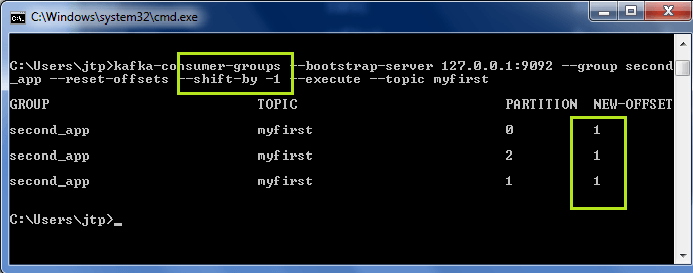 C:\Windows\system32\cmd.exe
C:\Users\jtp>kafka-consumer-groups --bootstrap-server 127.0.0.1:9092 --group second
_app --reset-offsets --shift-by -1 --execute --topic myfirst
GROUP TOPIC PARTITION NEW-OFFSET
second_app myfirst 0 1
second_app myfirst 2 1
second_app myfirst 1 1
C:\Users\jtp>_